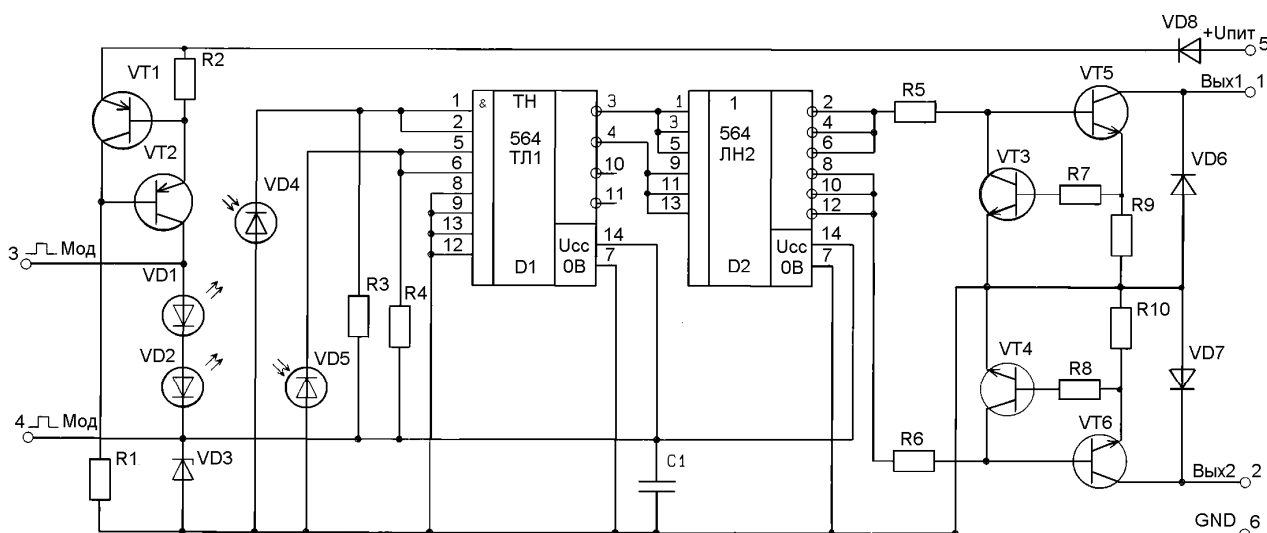 VD8
+Uпит
5
R2
VT1
VT5
Вых1
1
1
2
5
6
8
9
13
12
&
ТН
564
ТЛ1
D1
3
4
10
11
14
7
Ucc
0В
1
3
5
9
11
13
1
564
ЛН2
D2
2
4
6
8
10
12
14
7
Ucc
0В
R5
VT2
VD4
VT3
R7
VD6
R9
3
Мод
VD1
R3
R4
R10
VD2
VD5
VT4
R8
VD7
4
Мод
VT6
R6
R1
VD3
C1
Вых2
2
GND
6